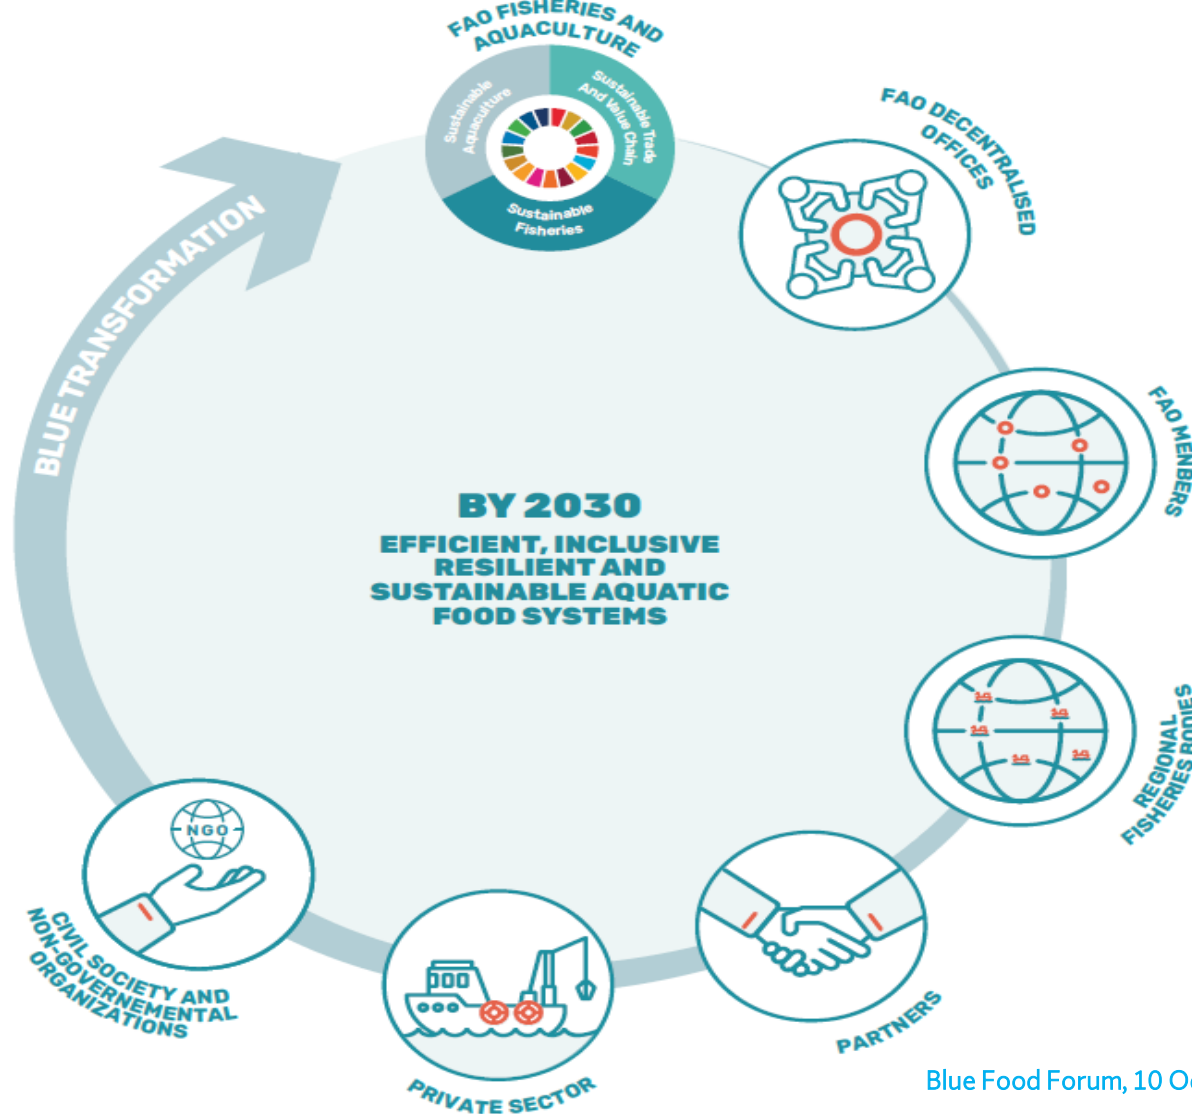 FAO FISHERIES AND
AQUACULTURE
Sustainable
Aquaculture
Sustainable Trade
And Value Chain
Sustainable
Fisheries
FAO DECENTRALISED
OFFICES
FAO MENBERS
REGIONAL
FISHERIES BODIES
PARTNERS
PRIVATE SECTOR
NGO
CIVIL SOCIETY AND
NON-GOVERNEMENTAL
ORGANIZATIONS
BLUE TRANSFORMATION
BY 2030
EFFICIENT, INCLUSIVE
RESILIENT AND
SUSTAINABLE AQUATIC
FOOD SYSTEMS
Blue Food Forum, 10